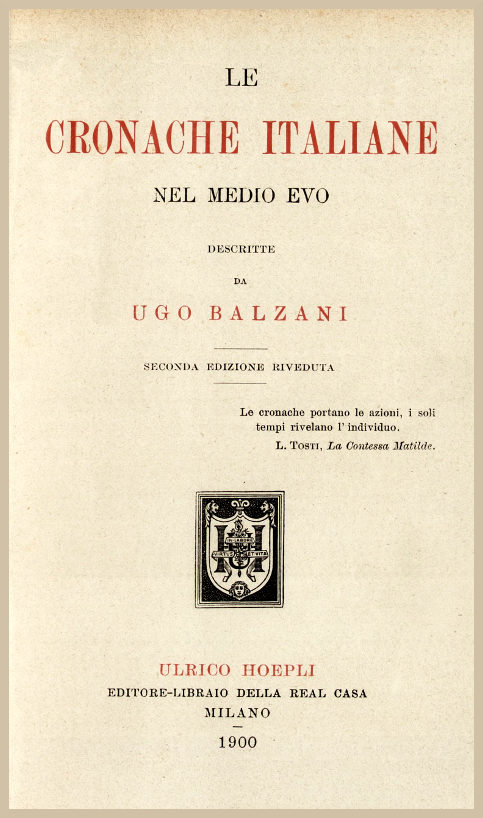 LE
CRONACHE ITALIANE
NEL MEDIO EVO
DESCRITTE
DA
UGO BALZANI
SECONDA EDIZIONE RIVEDUTA
Le cronache portano le azioni, i soli
tempi rivelano l' individuo.
L. TOSTI, La Contessa Matilde.
ULRICO HOEPLI
EDITORE-LIBRAIO DELLA REAL CASA
MILANO
1900